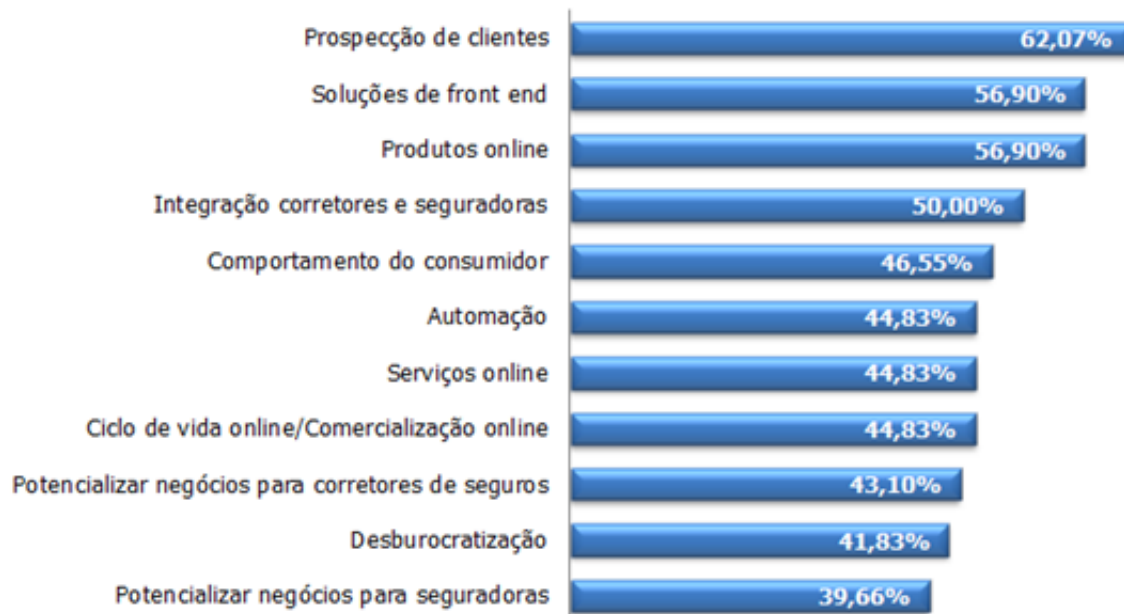 Prospecção de clientes 62,07%
Soluções de front end 56,90%
Produtos online 56,90%
Integração corretores e seguradoras 50,00%
Comportamento do consumidor 46,55%
Automação 44,83%
Serviços online 44,83%
Ciclo de vida online/Comercialização online 44,83%
Potencializar negócios para corretores de seguros 43,10%
Desburocratização 41,83%
Potencializar negócios para seguradoras 39,66%